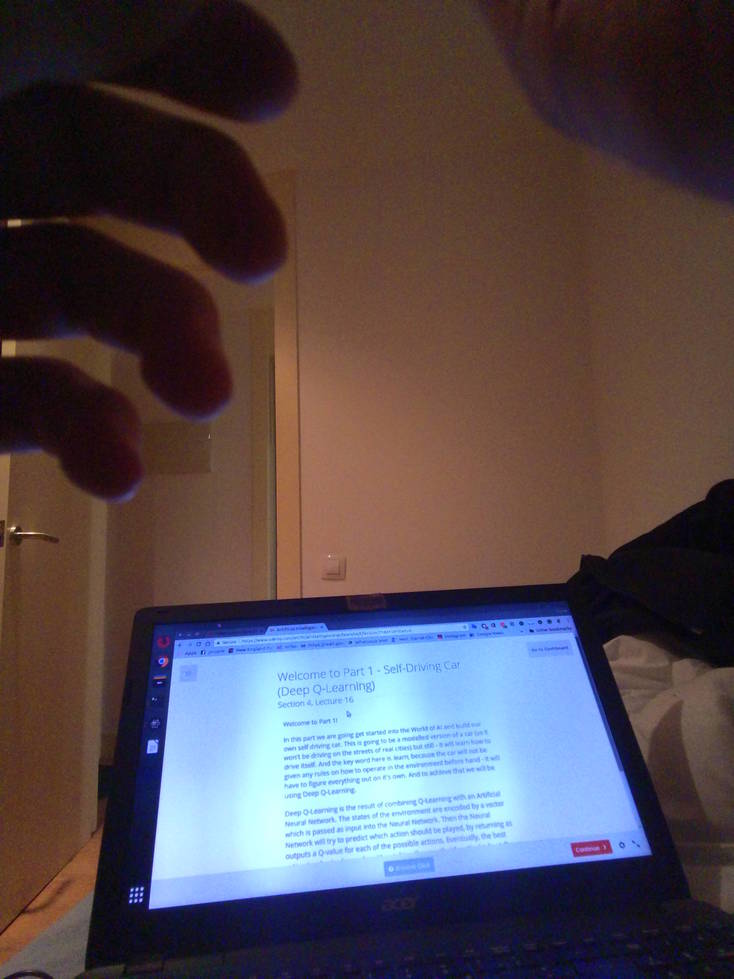 Apps
Other bookmarks
Go to Dashboard
Welcome to Part 1 - Self-Driving Car
(Deep Q-Learning)
Section 4, Lecture 16
Welcome to Part 1!
In this part we are going get started into the World of AI and build our
own self driving car. This is going to be a modelled version of a car (so it
won't be driving on the streets of real cities) but still - it will learn how to
drive itself. And the key word here is learn, because the car will not be
given any rules on how to operate in the environment before hand - it will
have to figure everything out on it's own. And to achieve that we will be
using Deep Q-Learning.
Deep Q-Learning is the result of combining Q-Learning with an Artificial
Neural Network. The states of the environment are encoded by a vector
which is passed as input into the Neural Network. Then the Neural
Network will try to predict which action should be played, by returning as
outputs a Q-value for each of the possible actions. Eventually, the best
Continue
acer